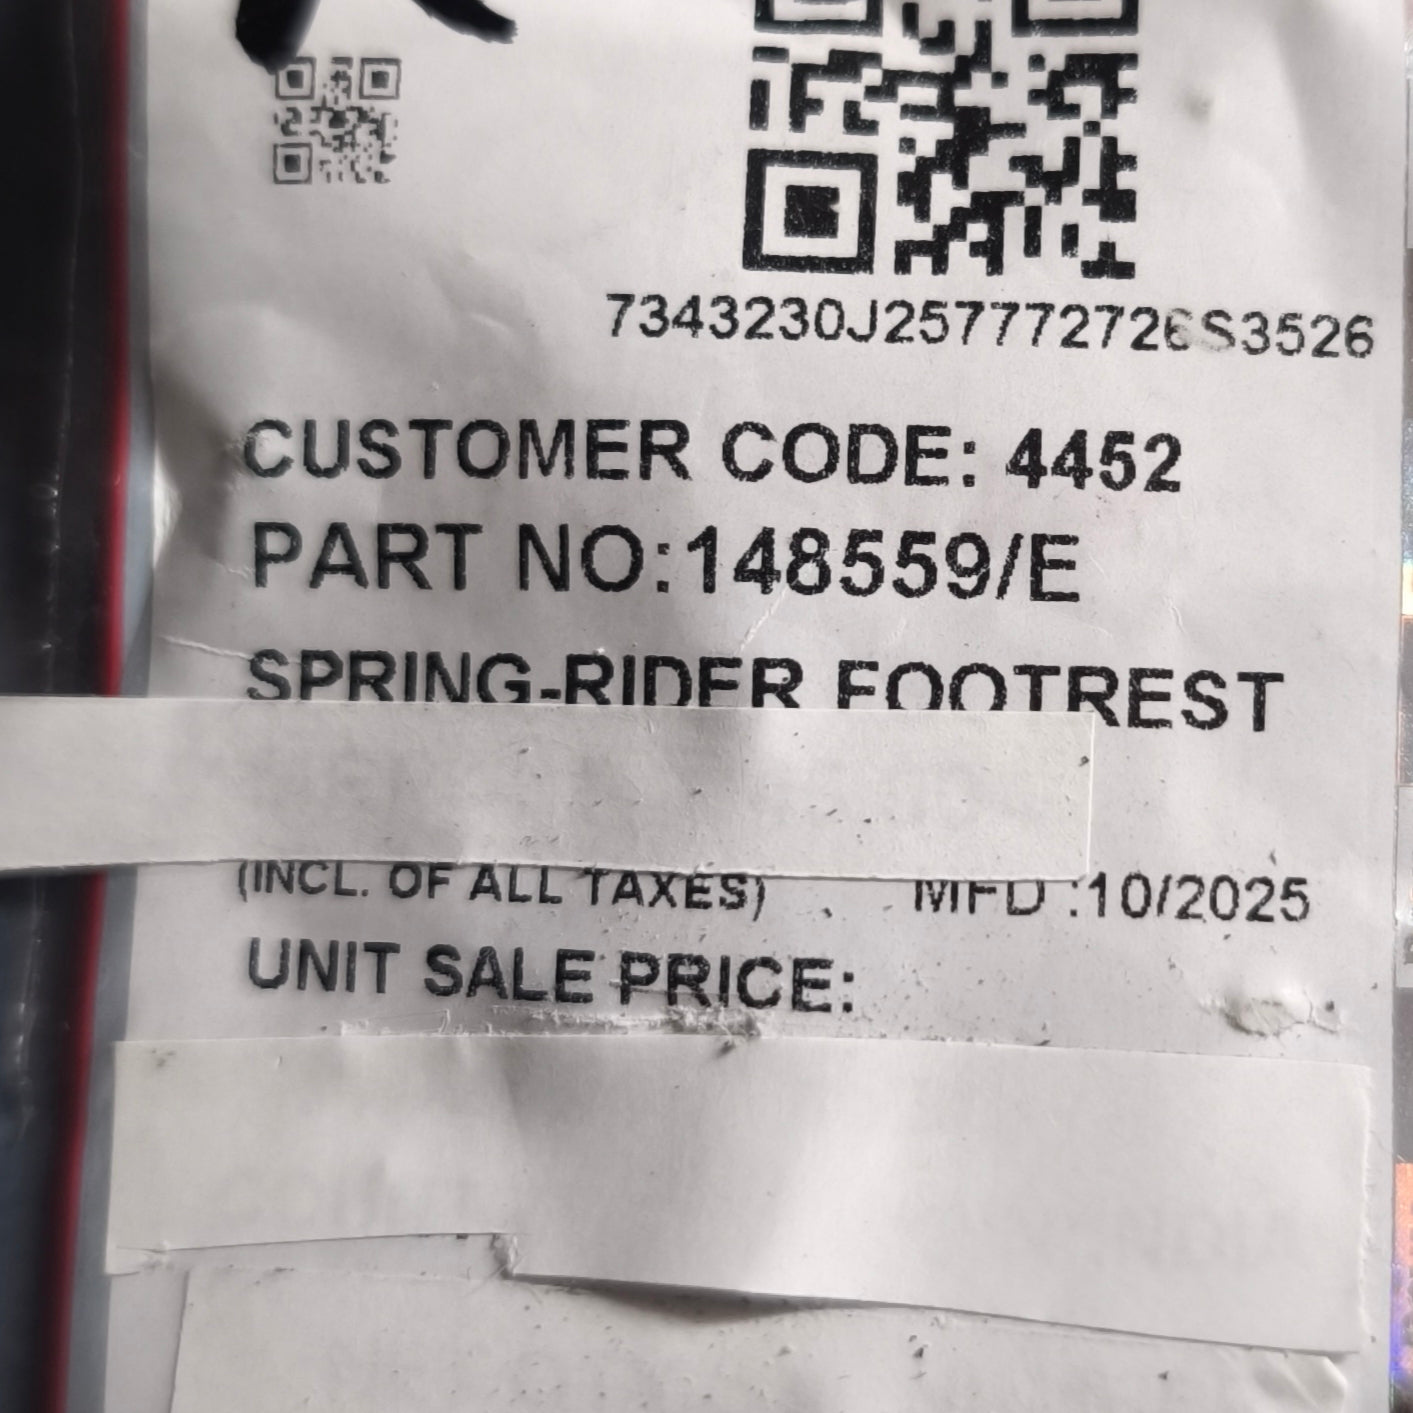 7343230J257772726S3526
CUSTOMER CODE: 4452
PART NO:148559/E
SPRING-RIDER FOOTREST
(INCL. OF ALL TAXES) MFD :10/2025
UNIT SALE PRICE: